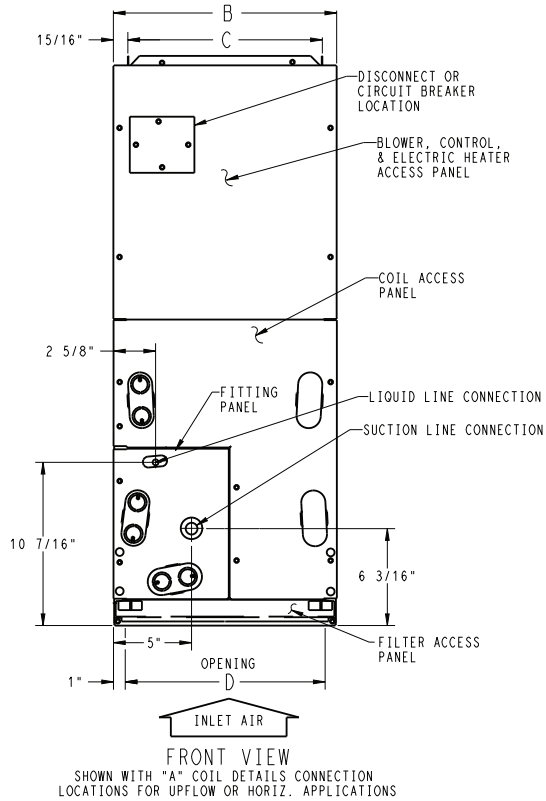 B
15/16"
C
DISCONNECT OR
CIRCUIT BREAKER
LOCATION
BLOWER, CONTROL,
& ELECTRIC HEATER
ACCESS PANEL
COIL ACCESS
PANEL
2 5/8"
FITTING
PANEL
LIQUID LINE CONNECTION
SUCTION LINE CONNECTION
10 7/16"
6 3/16"
5"
FILTER ACCESS
PANEL
OPENING
1"
D
INLET AIR
FRONT VIEW
SHOWN WITH "A" COIL DETAILS CONNECTION
LOCATIONS FOR UPFLOW OR HORIZ. APPLICATIONS